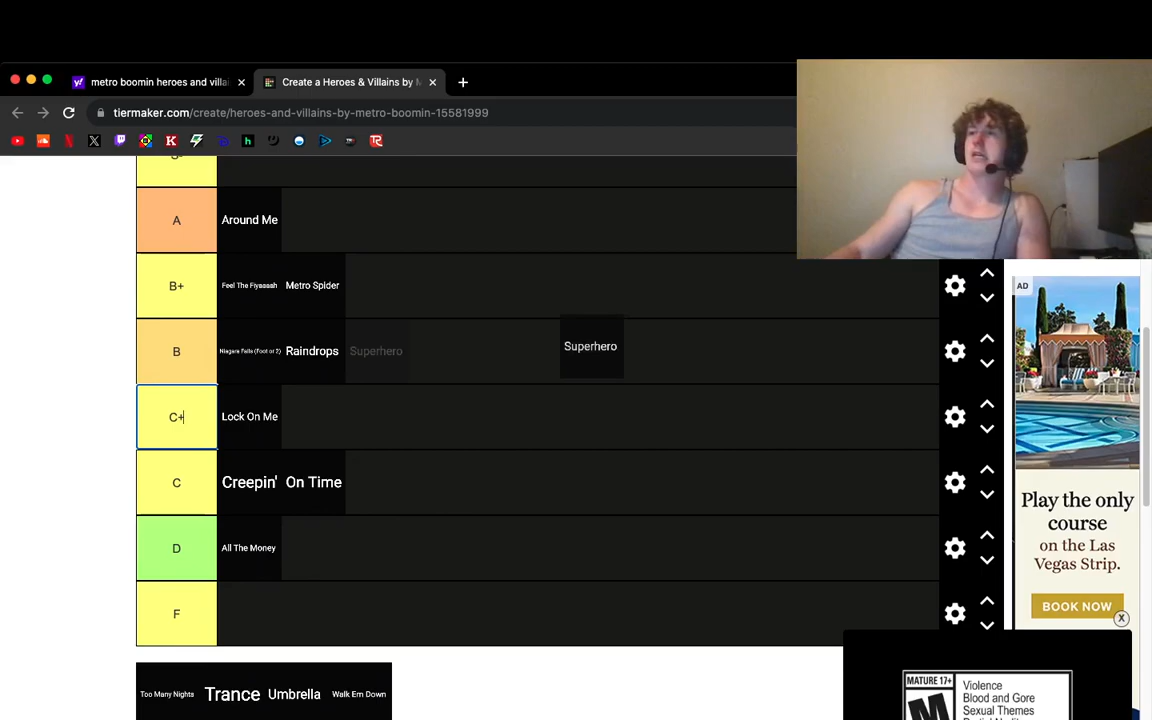 metro boomin heroes and villa
Create a Heroes & Villains by M
tiermaker.com/create/heroes-and-villains-by-metro-boomin-15581999
A
Around Me
B+
Feel The Fiyaaaah
Metro Spider
B
Niagara Falls (Foot or 2)
Raindrops
Superhero
Superhero
C+
Lock On Me
C
Creepin'
On Time
D
All The Money
F
Too Many Nights
Trance
Umbrella
Walk Em Down
AD
Play the only
course
on the Las
Vegas Strip.
BOOK NOW
X
MATURE 17+
M
Violence
Blood and Gore
Sexual Themes